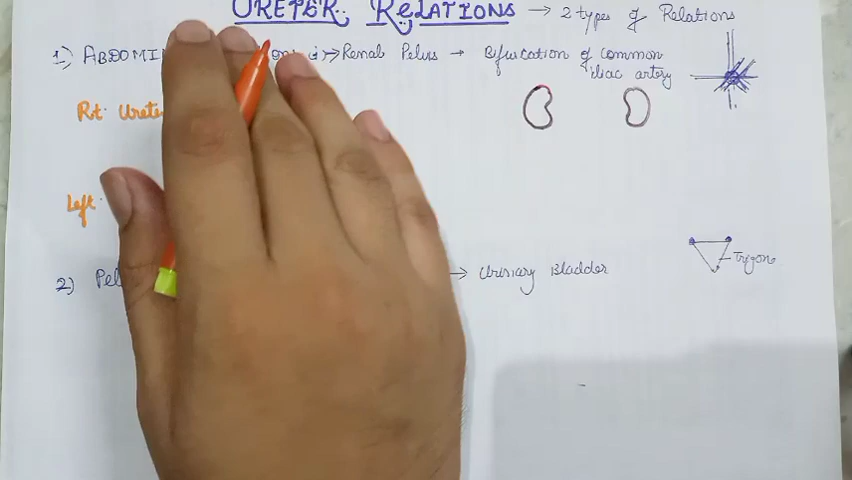 URETER RELATIONS → 2 types of Relations
1) ABDOMI → Renal Pelvis → Bifucation of common
iliac artery
Rt. Urete
Left
2) Pel → Urinary Bladder
Trigone